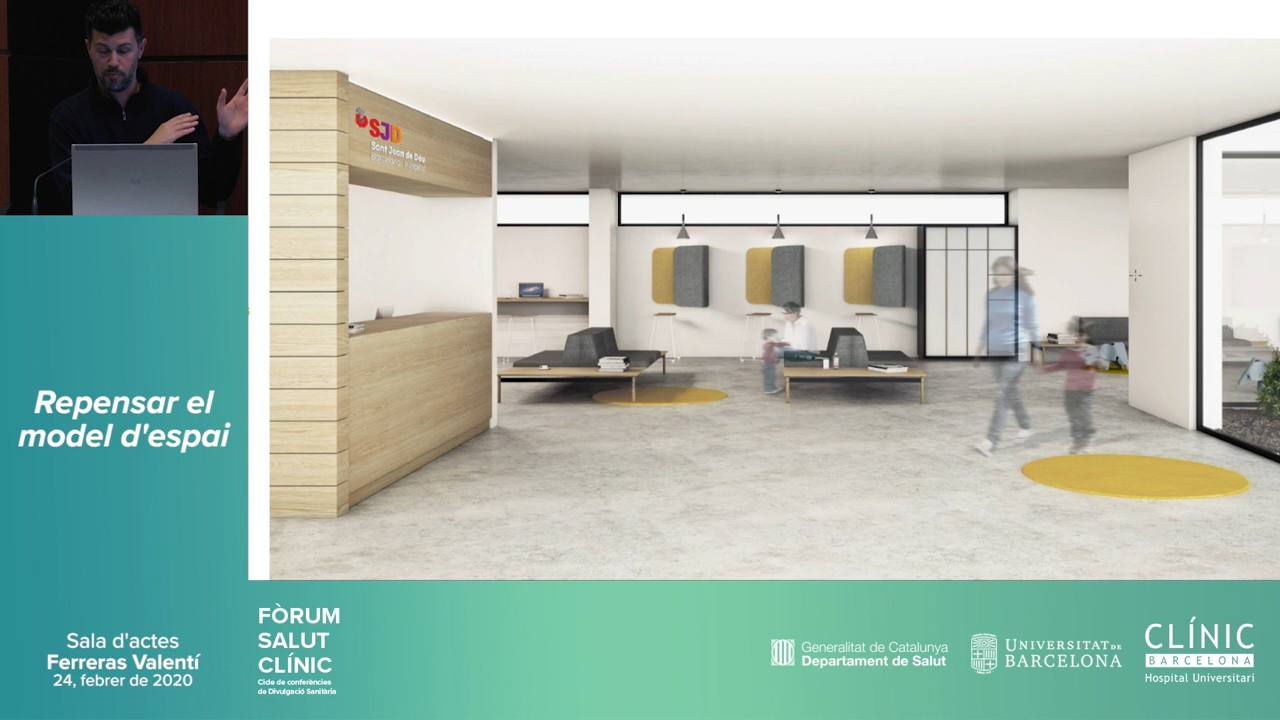 SJD
Sant Joan de Déu
Repensar el
model d'espai
Sala d'actes
Ferreras Valentí
24, febrer de 2020
FÒRUM
SALUT
CLÍNIC
Cicle de conferències
de Divulgació Sanitària
Generalitat de Catalunya
Departament de Salut
UNIVERSITAT DE
BARCELONA
CLÍNIC
BARCELONA
Hospital Universitari